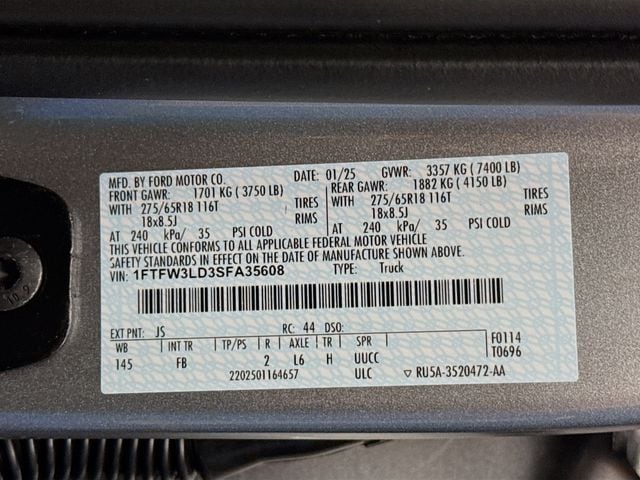 MFD. BY FORD MOTOR CO. DATE: 01/25 GVWR: 3357 KG ( 7400 LB)
FRONT GAWR: 1701 KG ( 3750 LB) REAR GAWR: 1882 KG ( 4150 LB)
WITH 275/65R18 116T TIRES WITH 275/65R18 116T TIRES
18x8.5J RIMS 18x8.5J RIMS
AT 240 kPa/ 35 PSI COLD AT 240 kPa/ 35 PSI COLD
THIS VEHICLE CONFORMS TO ALL APPLICABLE FEDERAL MOTOR VEHICLE
SAFETY STANDARDS IN EFFECT ON THE DATE OF MANUFACTURE SHOWN ABOVE.
VIN: 1FTFW3LD3SFA35608 TYPE: Truck
EXT PNT: JS RC: 44 DSO: F0114
WB INT TR TP/PS R AXLE TR SPR T0696
145 FB 2 L6 H UUCC
2202501164657 ULC ▽ RU5A-3520472-AA